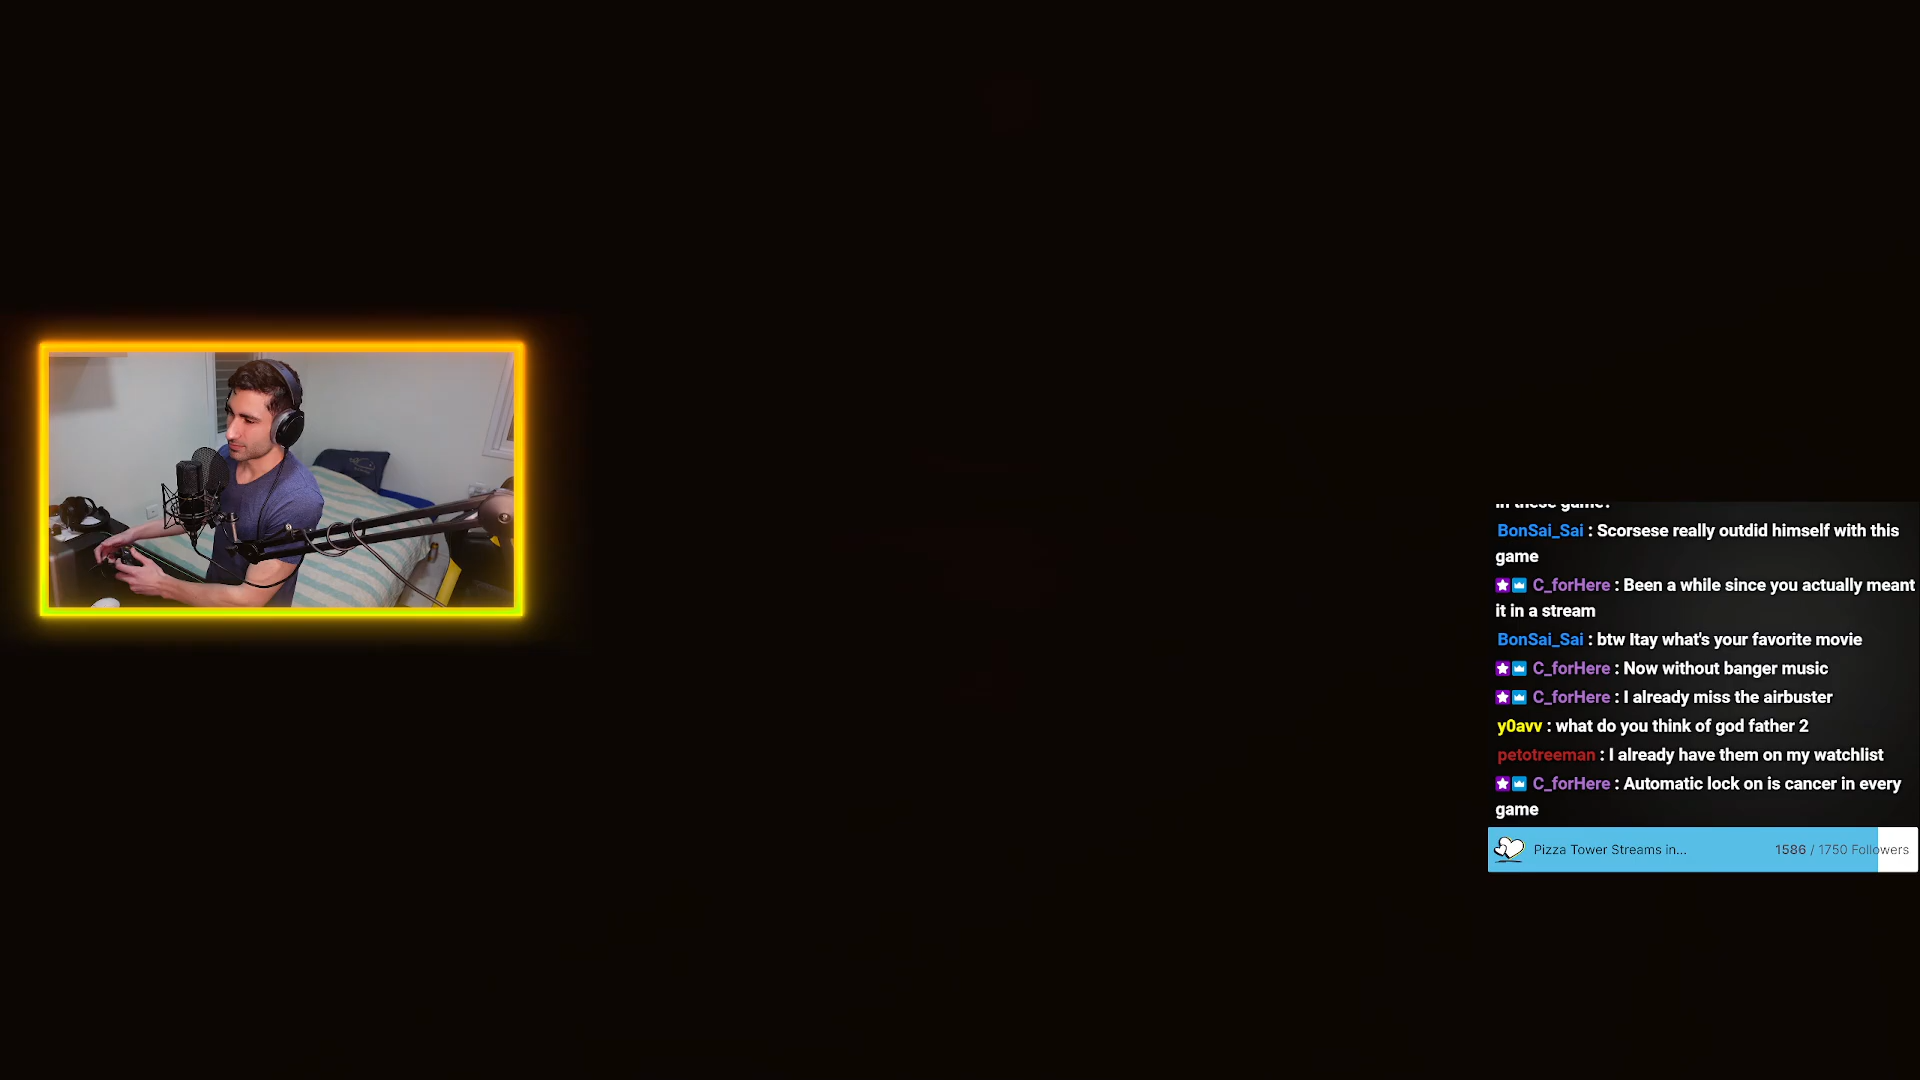 in these game?
BonSai_Sai : Scorsese really outdid himself with this
game
C_forHere : Been a while since you actually meant
it in a stream
BonSai_Sai : btw Itay what's your favorite movie
C_forHere : Now without banger music
C_forHere : I already miss the airbuster
y0avv : what do you think of god father 2
petotreeman : I already have them on my watchlist
C_forHere : Automatic lock on is cancer in every
game
Pizza Tower Streams in... 1586 / 1750 Followers